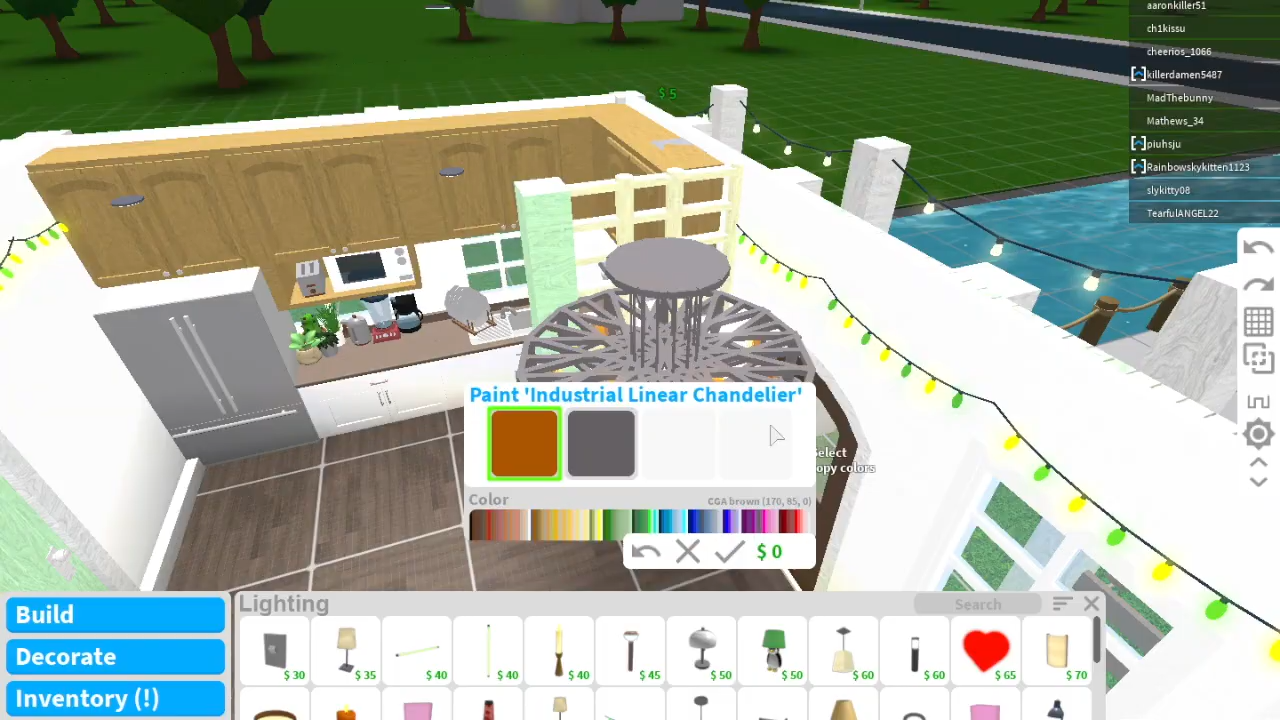 aaronkiller51
ch1kissu
cheerios_1066
killerdamen5487
MadTheBunny
Mathews_34
piuhsju
Rainbowskykitten1123
slykitty08
TearfulANGEL22
$ 5
Paint 'Industrial Linear Chandelier'
Select
opy colors
Color
CGA brown (170, 85, 0)
$ 0
Build
Decorate
Inventory (!)
Lighting
Search
$ 30
$ 35
$ 40
$ 40
$ 40
$ 45
$ 50
$ 50
$ 60
$ 60
$ 65
$ 70